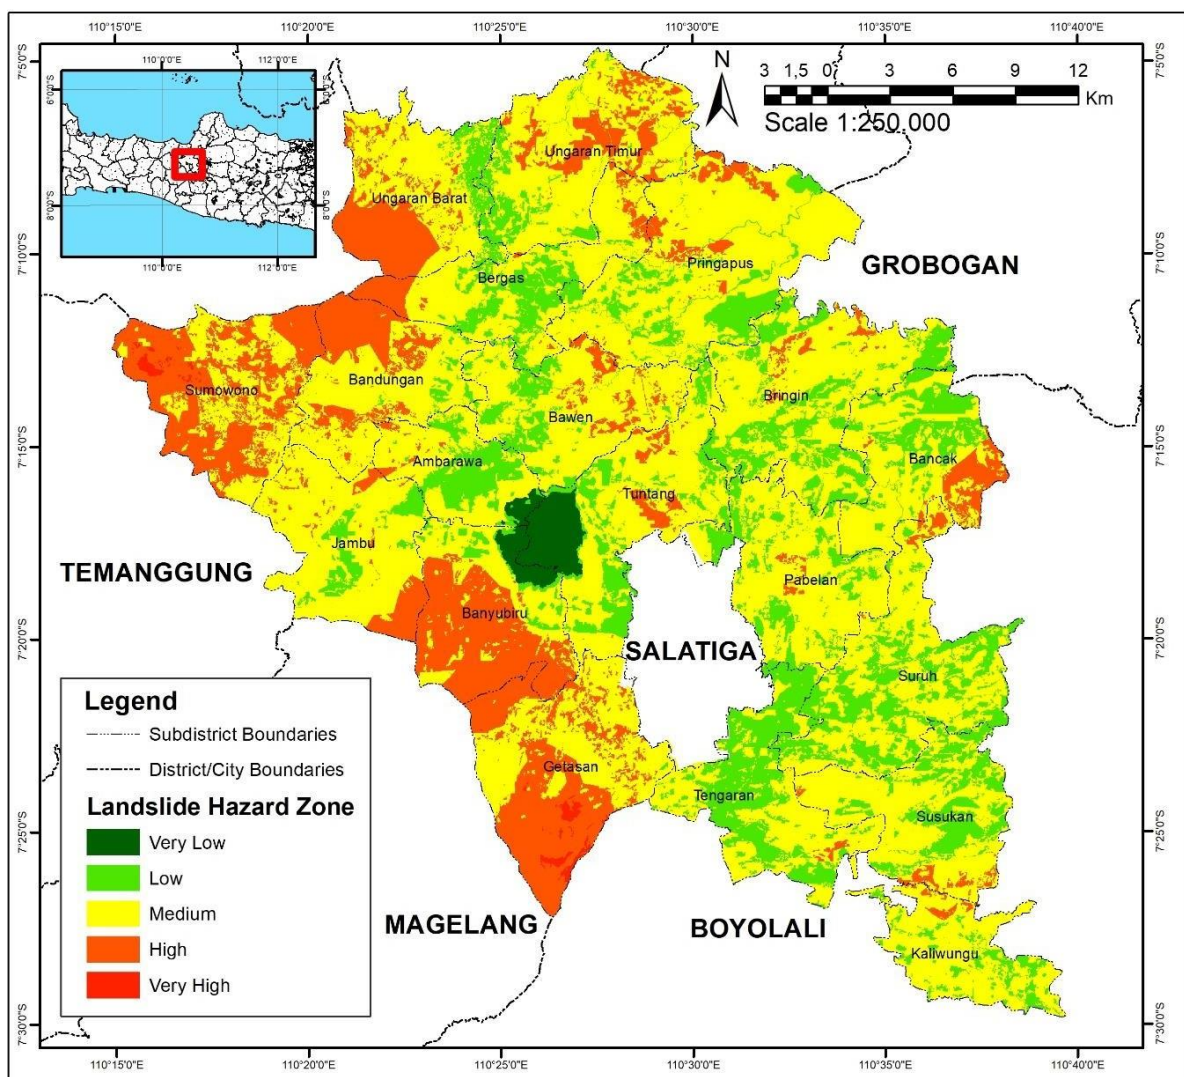 110°15'0"E 110°20'0"E 110°25'0"E 110°30'0"E 110°35'0"E 110°40'0"E
7°5'0"S
7°10'0"S
7°15'0"S
7°20'0"S
7°25'0"S
7°30'0"S
110°0'0"E 112°0'0"E
6°0'0"S
8°0'0"S
6°0'0"S
8°0'0"S
110°0'0"E 112°0'0"E
N
3 1,5 0 3 6 9 12
Km
Scale 1:250.000
Ungaran Timur
Ungaran Barat
GROBOGAN
Pringapus
Bergas
Sumowono
Bandungan
Bringin
Bawen
Ambarawa
Bancak
Tuntang
Jambu
TEMANGGUNG
Pabelan
Banyubiru
SALATIGA
Suruh
Getasan
Tengaran
Susukan
MAGELANG
BOYOLALI
Kaliwungu
Legend
Subdistrict Boundaries
District/City Boundaries
Landslide Hazard Zone
Very Low
Low
Medium
High
Very High
7°5'0"S
7°10'0"S
7°15'0"S
7°20'0"S
7°25'0"S
7°30'0"S
110°15'0"E 110°20'0"E 110°25'0"E 110°30'0"E 110°35'0"E 110°40'0"E